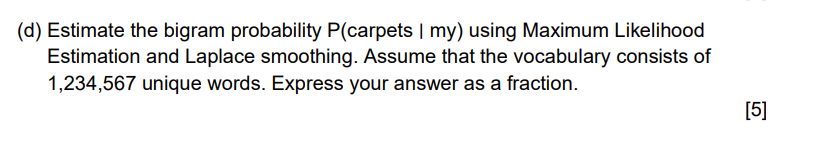 (d) Estimate the bigram probability P(carpets | my) using Maximum Likelihood
Estimation and Laplace smoothing. Assume that the vocabulary consists of
1,234,567 unique words. Express your answer as a fraction.
[5]